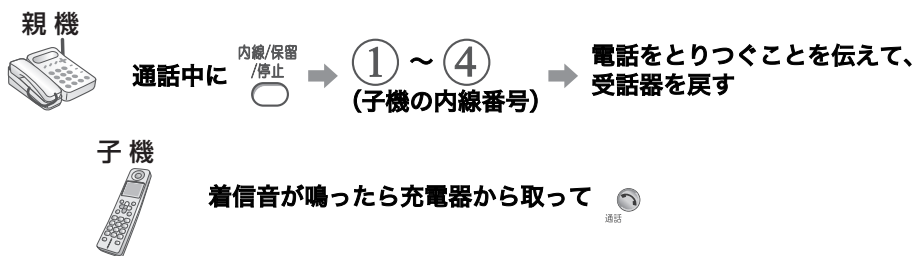 親機
通話中に 内線/保留/停止 ➡ ①～④ ➡ 電話をとりつぐことを伝えて、
(子機の内線番号) 受話器を戻す
子機
着信音が鳴ったら充電器から取って 通話